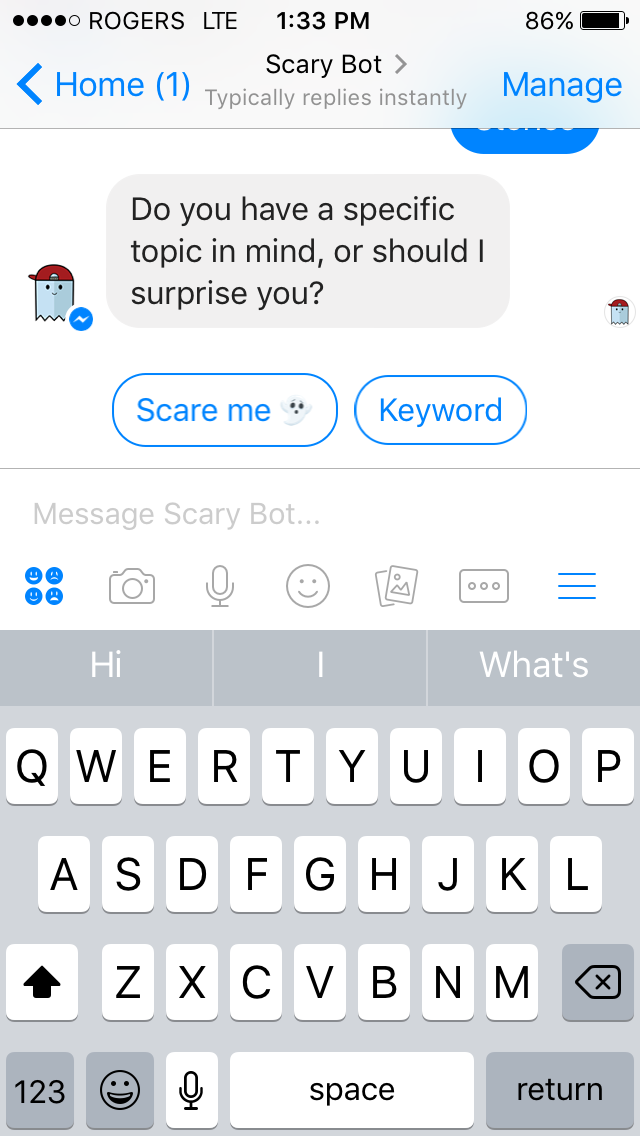 ROGERS LTE 1:33 PM 86%
Home (1) Scary Bot Manage
Typically replies instantly
Stories
Do you have a specific
topic in mind, or should I
surprise you?
Scare me Keyword
Message Scary Bot...
Hi I What's
Q W E R T Y U I O P
A S D F G H J K L
Z X C V B N M
123 space return